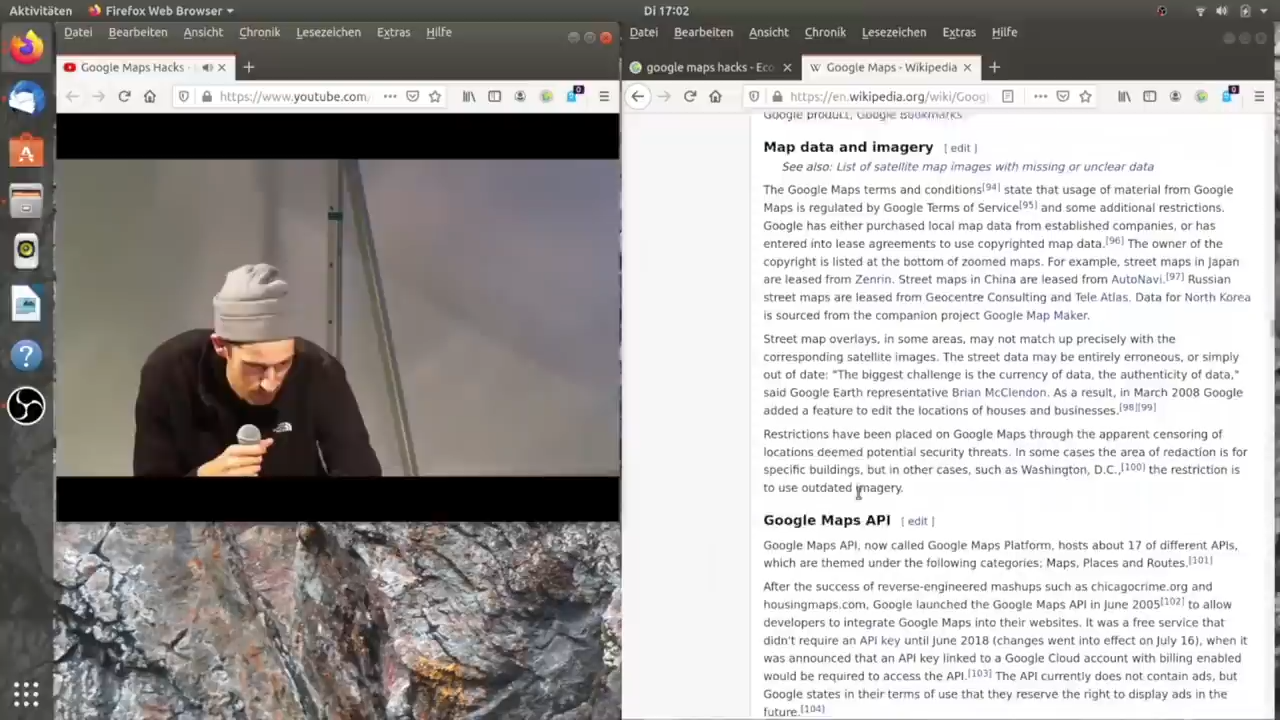 Aktivitäten
Firefox Web Browser
Di 17:02
Datei Bearbeiten Ansicht Chronik Lesezeichen Extras Hilfe
Google Maps Hacks
https://www.youtube.com/
0
Datei Bearbeiten Ansicht Chronik Lesezeichen Extras Hilfe
google maps hacks - Eco
W Google Maps - Wikipedia
https://en.wikipedia.org/wiki/Goog
0
Google product, Google Bookmarks
Map data and imagery [ edit ]
See also: List of satellite map images with missing or unclear data
The Google Maps terms and conditions[94] state that usage of material from Google
Maps is regulated by Google Terms of Service[95] and some additional restrictions.
Google has either purchased local map data from established companies, or has
entered into lease agreements to use copyrighted map data.[96] The owner of the
copyright is listed at the bottom of zoomed maps. For example, street maps in Japan
are leased from Zenrin. Street maps in China are leased from AutoNavi.[97] Russian
street maps are leased from Geocentre Consulting and Tele Atlas. Data for North Korea
is sourced from the companion project Google Map Maker.
Street map overlays, in some areas, may not match up precisely with the
corresponding satellite images. The street data may be entirely erroneous, or simply
out of date: "The biggest challenge is the currency of data, the authenticity of data,"
said Google Earth representative Brian McClendon. As a result, in March 2008 Google
added a feature to edit the locations of houses and businesses.[98][99]
Restrictions have been placed on Google Maps through the apparent censoring of
locations deemed potential security threats. In some cases the area of redaction is for
specific buildings, but in other cases, such as Washington, D.C.,[100] the restriction is
to use outdated imagery.
Google Maps API [ edit ]
Google Maps API, now called Google Maps Platform, hosts about 17 of different APIs,
which are themed under the following categories: Maps, Places and Routes.[101]
After the success of reverse-engineered mashups such as chicagocrime.org and
housingmaps.com, Google launched the Google Maps API in June 2005[102] to allow
developers to integrate Google Maps into their websites. It was a free service that
didn't require an API key until June 2018 (changes went into effect on July 16), when it
was announced that an API key linked to a Google Cloud account with billing enabled
would be required to access the API.[103] The API currently does not contain ads, but
Google states in their terms of use that they reserve the right to display ads in the
future.[104]